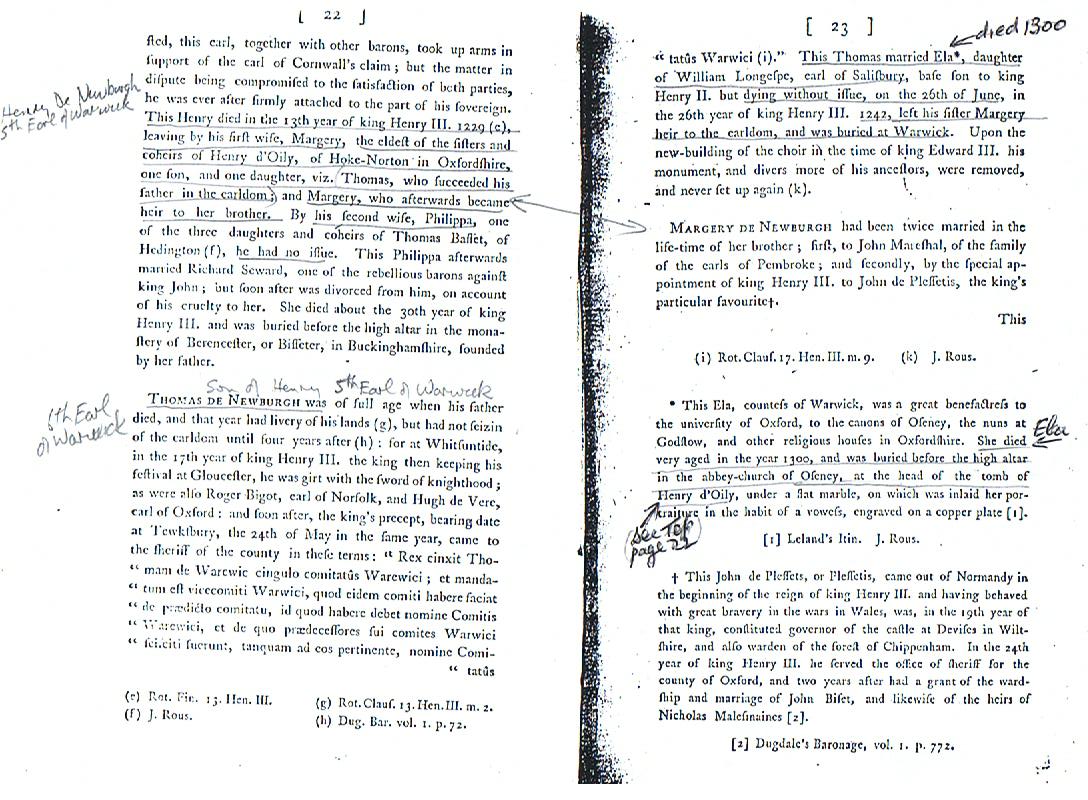 [ 22 ]
ſted, this earl, together with other barons, took up arms in
ſupport of the earl of Cornwall's claim ; but the matter in
diſpute being compromiſed to the ſatisfaction of both parties,
he was ever after firmly attached to the part of his ſovereign.
Henry De Newburgh
5th Earl of Warweek
This Henry died in the 13th year of king Henry III. 1229 (e),
leaving by his firſt wife, Margery, the eldeſt of the ſiſters and
coheirs of Henry d'Oily, of Hoke-Norton in Oxfordſhire,
one ſon, and one daughter, viz. Thomas, who ſucceeded his
father in the earldom; and Margery, who afterwards became
heir to her brother. By his ſecond wife, Philippa, one
of the three daughters and coheirs of Thomas Baſſet, of
Hedington (f), he had no iſſue. This Philippa afterwards
married Richard Seward, one of the rebellious barons againſt
king John ; but ſoon after was divorced from him, on account
of his cruelty to her. She died about the 30th year of king
Henry III. and was buried before the high altar in the mona-
ſtery of Berenceſter, or Biſſeter, in Buckinghamſhire, founded
by her father.
Son of Henry 5th Earl of Warweek
6th Earl
of Warweek
THOMAS DE NEWBURGH was of full age when his father
died, and that year had livery of his lands (g), but had not ſeizin
of the earldom until four years after (h) : for at Whitſuntide,
in the 17th year of king Henry III. the king then keeping his
feſtival at Glouceſter, he was girt with the ſword of knighthood ;
as were alſo Roger Bigot, earl of Norfolk, and Hugh de Vere,
earl of Oxford : and ſoon after, the king's precept, bearing date
at Tewkſbury, the 24th of May in the ſame year, came to
the ſheriff of the county in theſe terms : “ Rex cinxit Tho-
“ mam de Warewic cingulo comitatûs Warewici ; et manda-
“ tum eſt vicecomiti Warwici, quod eidem comiti habere faciat
“ de prædicto comitatu, id quod habere debet nomine Comitis
“ Warewici, et de quo prædeceſſores ſui comites Warwici
“ ſeiſiti fuerunt, tanquam ad eos pertinente, nomine Comi-
“ tatûs
(e) Rot. Fin. 13. Hen. III.
(f) J. Rous.
(g) Rot. Clauſ. 13. Hen. III. m. 2.
(h) Dug. Bar. vol. 1. p. 72.
[ 23 ]
died 1300
“ tatûs Warwici (i).” This Thomas married Ela*, daughter
of William Longeſpe, earl of Saliſbury, baſe ſon to king
Henry II. but dying without iſſue, on the 26th of June, in
the 26th year of king Henry III. 1242, left his ſiſter Margery
heir to the earldom, and was buried at Warwick. Upon the
new-building of the choir in the time of king Edward III. his
monument, and divers more of his anceſtors, were removed,
and never ſet up again (k).
MARGERY DE NEWBURGH had been twice married in the
life-time of her brother ; firſt, to John Mareſhal, of the family
of the earls of Pembroke ; and ſecondly, by the ſpecial ap-
pointment of king Henry III. to John de Pleſſetis, the king's
particular favourite†.
This
(i) Rot. Clauſ. 17. Hen. III. m. 9. (k) J. Rous.
* This Ela, counteſs of Warwick, was a great benefactreſs to
the univerſity of Oxford, to the canons of Oſeney, the nuns at
Godſtow, and other religious houſes in Oxfordſhire. She died
Ela
very aged in the year 1300, and was buried before the high altar
in the abbey-church of Oſeney, at the head of the tomb of
Henry d'Oily, under a flat marble, on which was inlaid her por-
traiture in the habit of a voweſs, engraved on a copper plate [1].
See Top
page 22
[1] Leland's Itin. J. Rous.
† This John de Pleſſets, or Pleſſetis, came out of Normandy in
the beginning of the reign of king Henry III. and having behaved
with great bravery in the wars in Wales, was, in the 19th year of
that king, conſtituted governor of the caſtle at Deviſes in Wilt-
ſhire, and alſo warden of the foreſt of Chippenham. In the 24th
year of king Henry III. he ſerved the office of ſheriff for the
county of Oxford, and two years after had a grant of the ward-
ſhip and marriage of John Biſet, and likewiſe of the heirs of
Nicholas Maleſmaines [2].
[2] Dugdale's Baronage, vol. 1. p. 772.